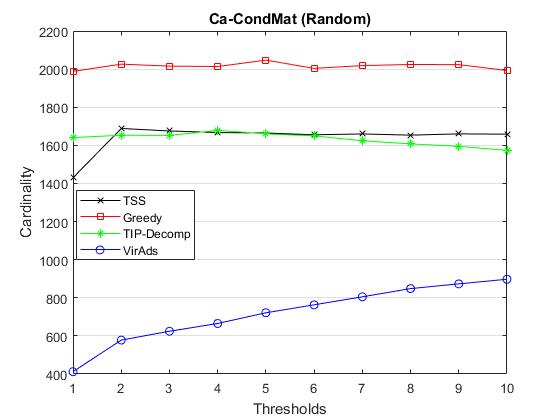 Ca-CondMat (Random)
2200
2000
1800
1600
1400
1200
1000
800
600
400
Cardinality
TSS
Greedy
TIP-Decomp
VirAds
1 2 3 4 5 6 7 8 9 10
Thresholds